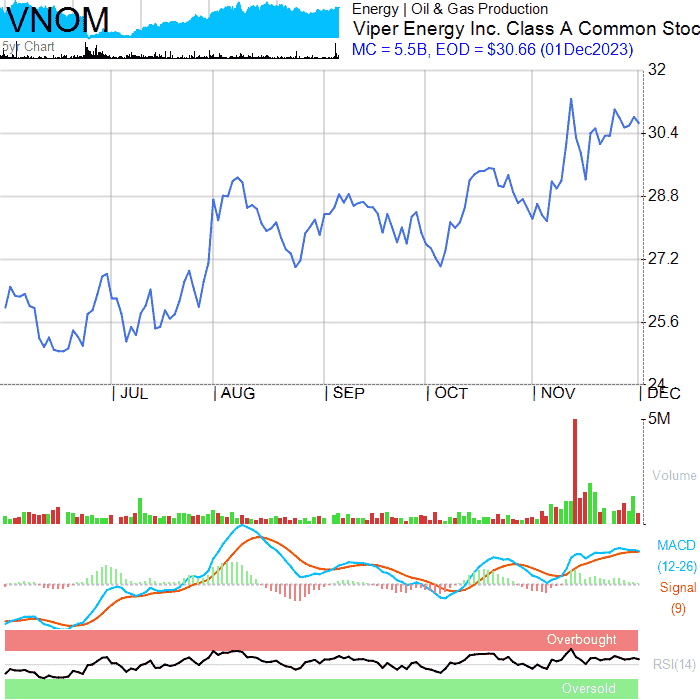 VNOM
5yr Chart
Energy | Oil & Gas Production
Viper Energy Inc. Class A Common Stoc
MC = 5.5B, EOD = $30.66 (01Dec2023)
32
30.4
28.8
27.2
25.6
24
JUL AUG SEP OCT NOV DEC
5M
Volume
MACD
(12-26)
Signal
(9)
Overbought
RSI(14)
Oversold